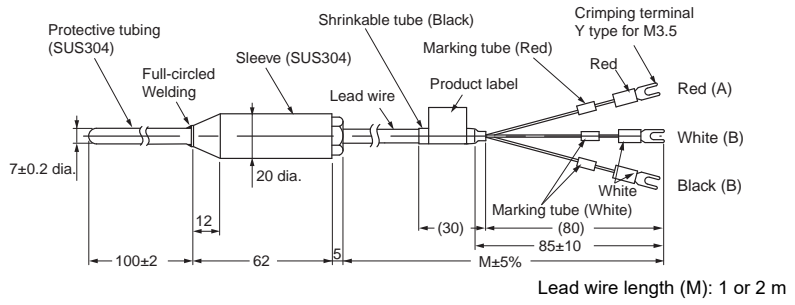 Protective tubing
(SUS304)
Full-circled
Welding
Sleeve (SUS304)
Shrinkable tube (Black)
Lead wire
Product label
Marking tube (Red)
Red
Crimping terminal
Y type for M3.5
Red (A)
White (B)
Black (B)
White
Marking tube (White)
7±0.2 dia.
20 dia.
12
(30)
(80)
85±10
100±2
62
5
M±5%
Lead wire length (M): 1 or 2 m